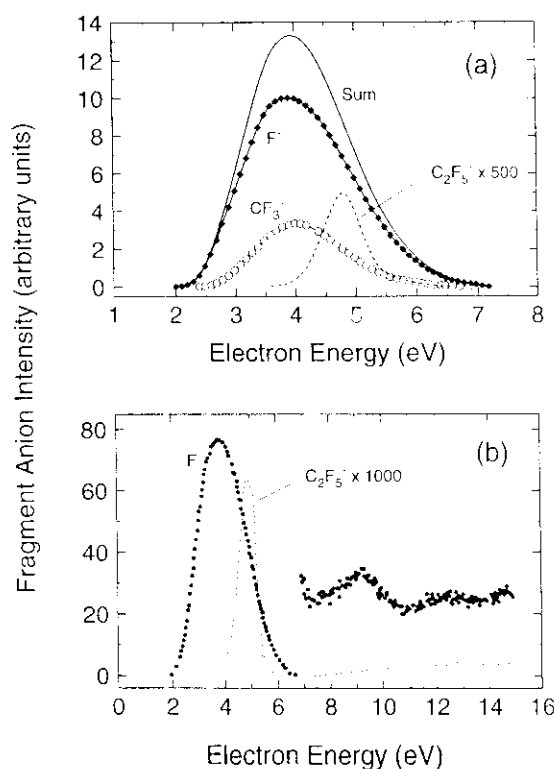 Fragment Anion Intensity (arbitrary units)
14
12
10
8
6
4
2
0
(a)
Sum
F⁻
C₂F₅⁻ x 500
CF₃⁻
1 2 3 4 5 6 7 8
Electron Energy (eV)
80
60
40
20
0
(b)
F⁻
C₂F₅⁻ x 1000
0 2 4 6 8 10 12 14 16
Electron Energy (eV)